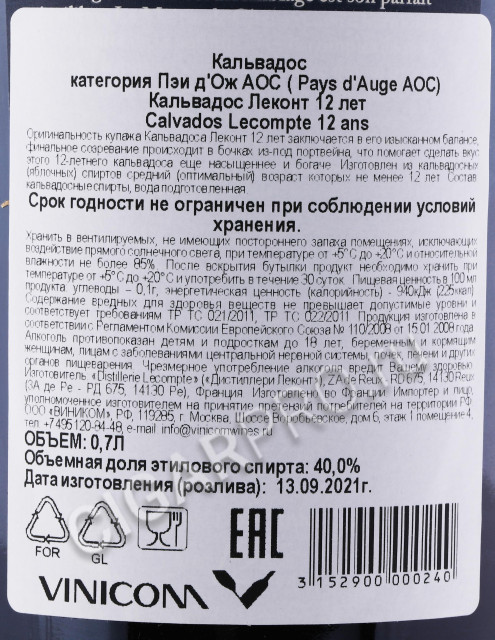 est son parfait
Кальвадос
категория Пэи д'Ож АОС ( Pays d'Auge AOC)
Кальвадос Леконт 12 лет
Calvados Lecompte 12 ans
Оригинальность купажа Кальвадоса Леконт 12 лет заключается в его изысканном балансе,
финальное созревание происходит в бочках из-под портвейна, что помогает сделать вкус
этого 12-летнего кальвадоса еще насыщеннее и богаче. Изготовлен из кальвадосных
(яблочных) спиртов средний (оптимальный) возраст которых не менее 12 лет. Состав:
кальвадосные спирты, вода подготовленная.
Срок годности не ограничен при соблюдении условий
хранения.
Хранить в вентилируемых, не имеющих постороннего запаха помещениях, исключающих
воздействие прямого солнечного света, при температуре от +5°С до +20°С и относительной
влажности не более 85%. После вскрытия бутылки продукт необходимо хранить при
температуре от +5°С до +20°С и употребить в течение 30 суток. Пищевая ценность в 100 мл
продукта: углеводы - 0,1г, энергетическая ценность (калорийность) - 940кДж (225ккал)
Содержание вредных для здоровья веществ не превышает допустимые уровни и
соответствует требованиям ТР ТС 021/2011, ТР ТС 022/2011. Продукция изготовлена в
соответствии с Регламентом Комиссии Европейского Союза № 110/2008 от 15.01.2008 года.
Алкоголь противопоказан детям и подросткам до 18 лет, беременным и кормящим
женщинам, лицам с заболеваниями центральной нервной системы, почек, печени и других
органов пищеварения. Чрезмерное употребление алкоголя вредит Вашему здоровью.
Изготовитель «Distillerie Lecompte» («Дистиллери Леконт»), ZA de Reux - RD 675, 14130 Reux
(ЗА де Ре - РД 675, 14130 Ре), Франция. Изготовлено во Франции. Импортер и лицо,
уполномоченное изготовителем на принятие претензий потребителей на территории РФ:
ООО «ВИНИКОМ», РФ, 119285, г. Москва, Шоссе Воробьевское, дом 6, этаж 1 помещение 4,
тел. +7495120-84-48, e-mail: info@vinicomwines.ru
ОБЪЕМ: 0,7Л
Объемная доля этилового спирта: 40,0%
Дата изготовления (розлива): 13.09.2021г.
FOR
GL
EAC
VINICOM
3 152900 000240
CIGARPRO.ru